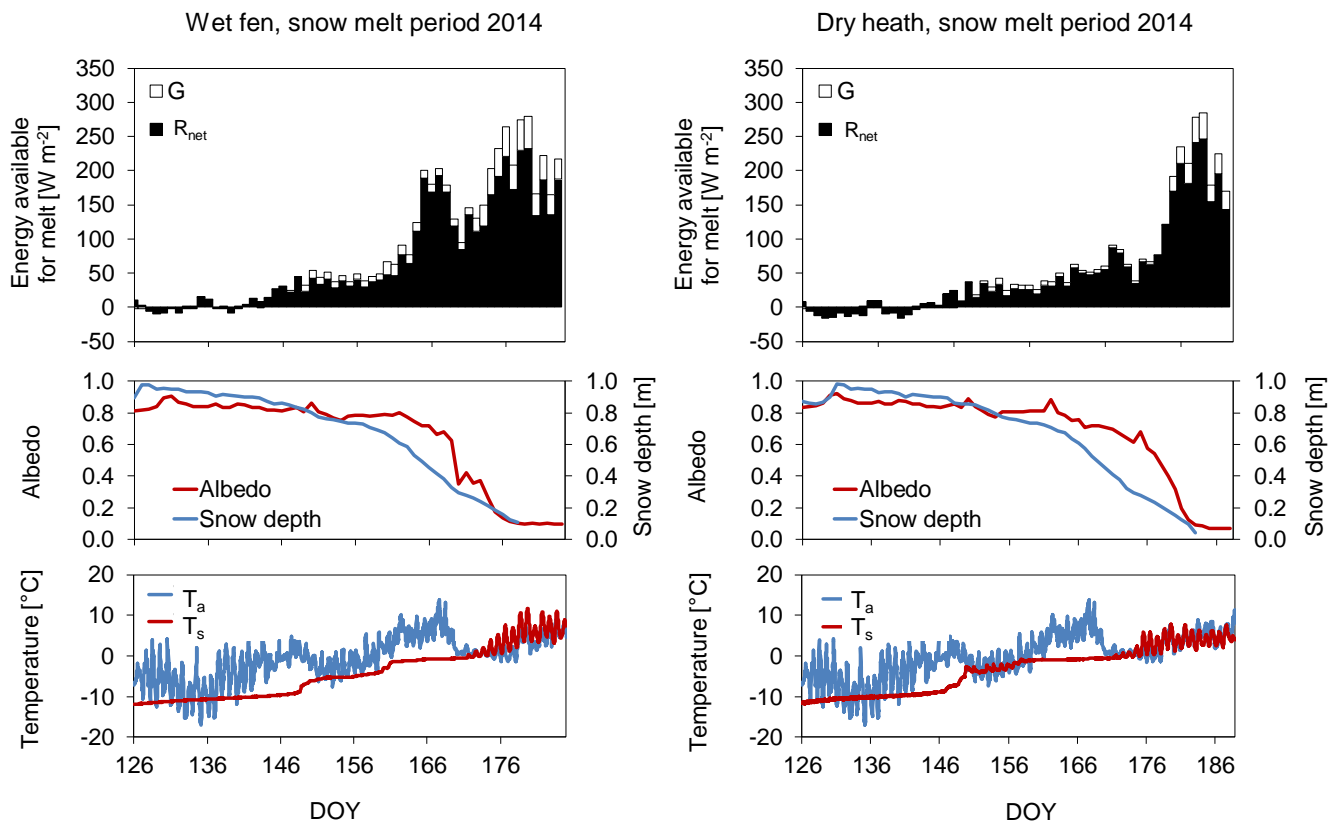 Wet fen, snow melt period 2014
Energy available
for melt [W m-2]
350
300
250
200
150
100
50
0
-50
G
Rnet
126
146
166
176
Albedo
1.0
0.8
0.6
0.4
0.2
0.0
Albedo
Snow depth
1.0
0.8
0.6
0.4
0.2
0.0
Snow depth [m]
Temperature [°C]
20
10
0
-10
-20
Ta
Ts
126
136
146
156
166
176
DOY
Dry heath, snow melt period 2014
Energy available
for melt [W m-2]
350
300
250
200
150
100
50
0
-50
G
Rnet
Albedo
1.0
0.8
0.6
0.4
0.2
0.0
Albedo
Snow depth
1.0
0.8
0.6
0.4
0.2
0.0
Snow depth [m]
Temperature [°C]
20
10
0
-10
-20
Ta
Ts
126
136
146
156
166
176
186
DOY